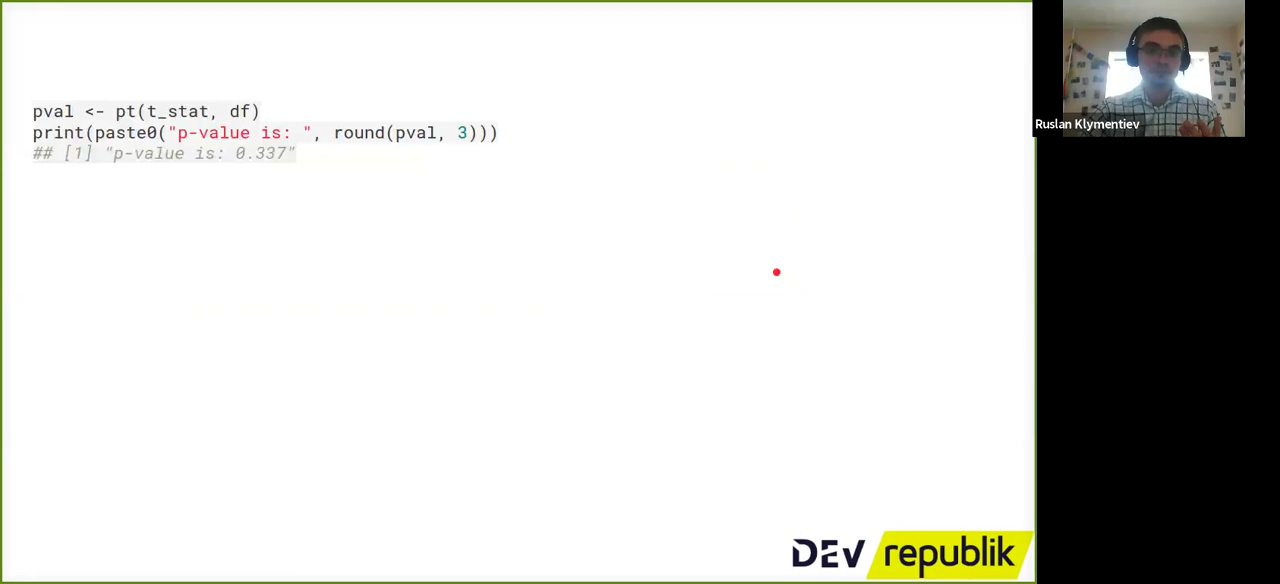 pval <- pt(t_stat, df)
print(paste0("p-value is: ", round(pval, 3)))
## [1] "p-value is: 0.337"
Ruslan Klymentiev
DEV republik